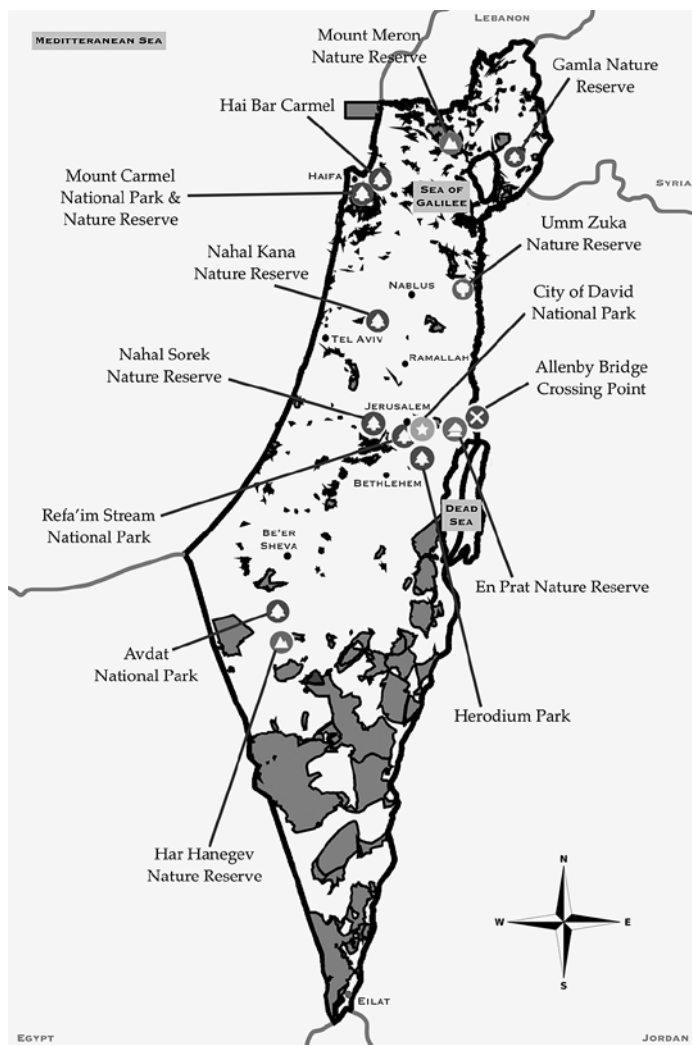 LEBANON
MEDITTERANEAN SEA
Mount Meron
Nature Reserve
Gamla Nature
Reserve
Hai Bar Carmel
HAIFA
Mount Carmel
National Park &
Nature Reserve
SEA OF
GALILEE
SYRIA
Umm Zuka
Nature Reserve
Nahal Kana
Nature Reserve
NABLUS
City of David
National Park
TEL AVIV
Nahal Sorek
Nature Reserve
RAMALLAH
Allenby Bridge
Crossing Point
JERUSALEM
BETHLEHEM
Refa'im Stream
National Park
DEAD
SEA
BE'ER
SHEVA
En Prat Nature Reserve
Avdat
National Park
Herodium Park
Har Hanegev
Nature Reserve
N
W
E
S
EILAT
EGYPT
JORDAN